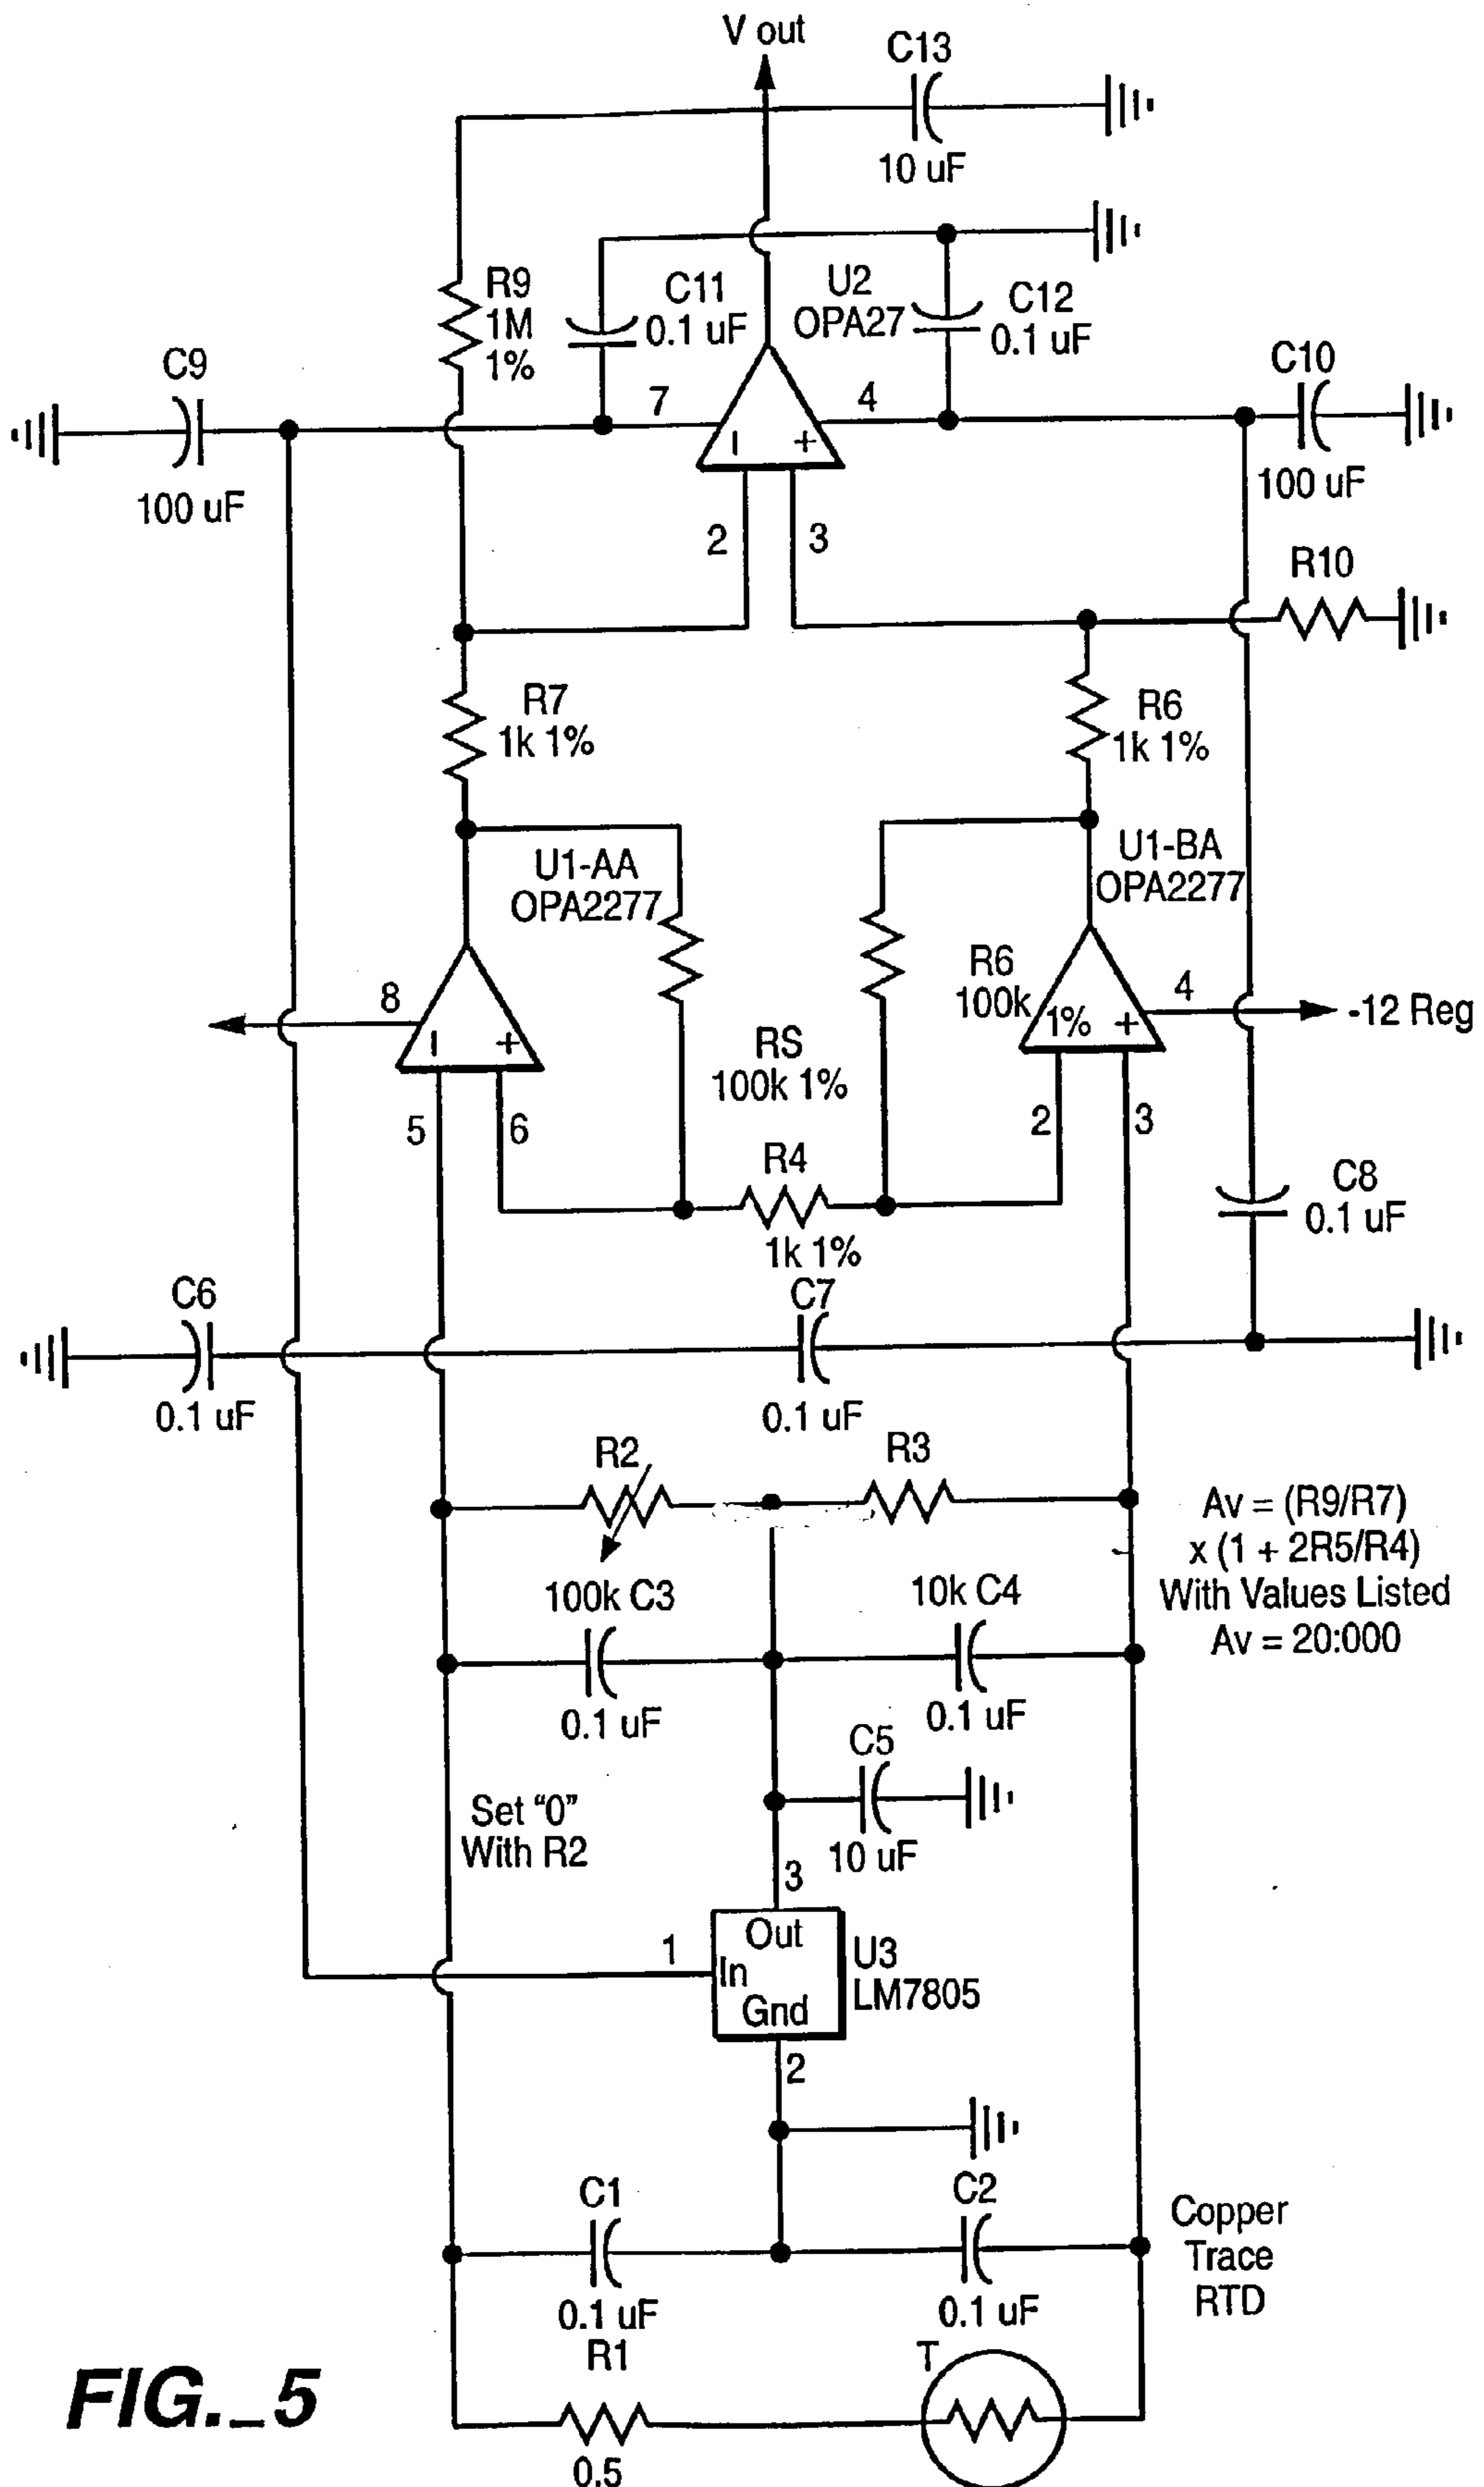 V out
C13
10 uF
R9
1M
1%
C11
0.1 uF
U2
OPA27
C12
0.1 uF
C9
100 uF
7
4
C10
100 uF
2
3
R10
R7
1k 1%
R6
1k 1%
U1-AA
OPA2277
U1-BA
OPA2277
8
R6
100k
1%
4
-12 Reg
RS
100k 1%
5
6
2
3
R4
1k 1%
C8
0.1 uF
C6
0.1 uF
C7
0.1 uF
R2
R3
Av = (R9/R7)
x (1 + 2R5/R4)
With Values Listed
Av = 20:000
100k C3
0.1 uF
10k C4
0.1 uF
C5
10 uF
Set "0"
With R2
3
1
Out
In
Gnd
U3
LM7805
2
C1
0.1 uF
C2
0.1 uF
Copper
Trace
RTD
R1
0.5
T
FIG._5